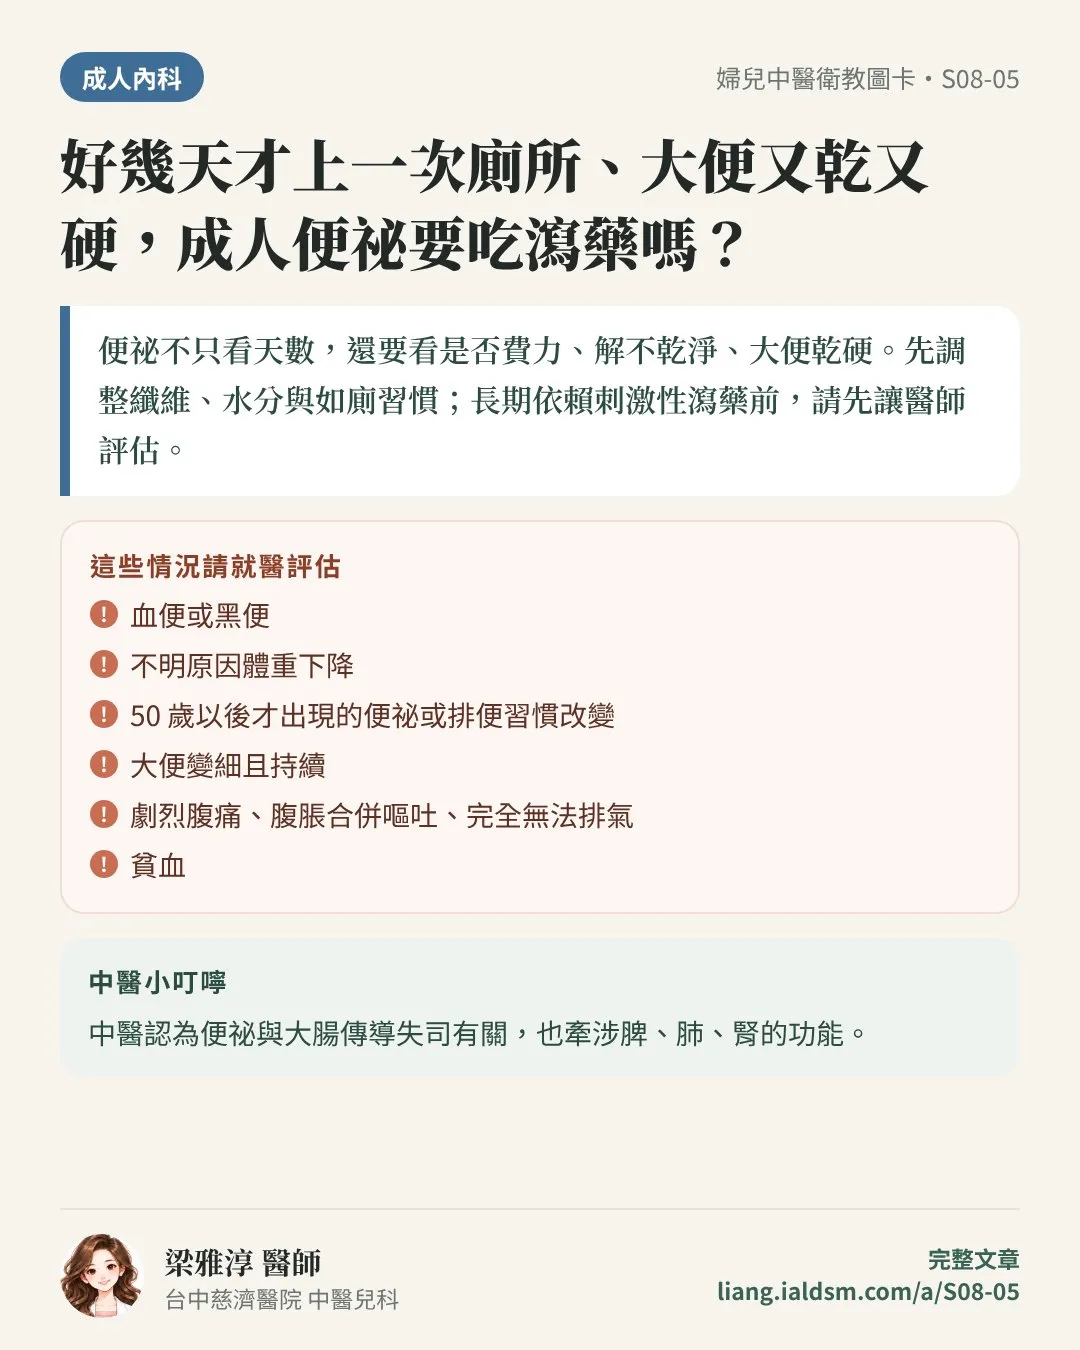 成人內科
婦兒中醫衛教圖卡・S08-05
好幾天才上一次廁所、大便又乾又
硬，成人便祕要吃瀉藥嗎？
便祕不只看天數，還要看是否費力、解不乾淨、大便乾硬。先調
整纖維、水分與如廁習慣；長期依賴刺激性瀉藥前，請先讓醫師
評估。
這些情況請就醫評估
! 血便或黑便
! 不明原因體重下降
! 50 歲以後才出現的便祕或排便習慣改變
! 大便變細且持續
! 劇烈腹痛、腹脹合併嘔吐、完全無法排氣
! 貧血
中醫小叮嚀
中醫認為便祕與大腸傳導失司有關，也牽涉脾、肺、腎的功能。
梁雅淳 醫師
台中慈濟醫院 中醫兒科
完整文章
liang.ialdsm.com/a/S08-05